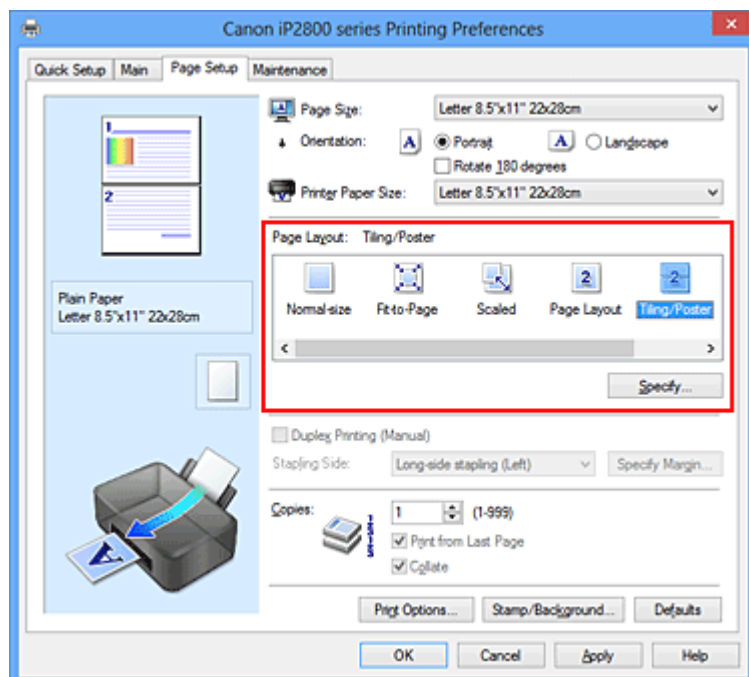 Canon iP2800 series Printing Preferences
Quick Setup Main Page Setup Maintenance
1
2
Plain Paper
Letter 8.5"x11" 22x28cm
Page Size: Letter 8.5"x11" 22x28cm
Orientation: A Portrait A Landscape
Rotate 180 degrees
Printer Paper Size: Letter 8.5"x11" 22x28cm
Page Layout: Tiling/Poster
2 2
Normal-size Fit-to-Page Scaled Page Layout Tiling/Poster
Specify...
Duplex Printing (Manual)
Stapling Side: Long-side stapling (Left) Specify Margin...
Copies: 1 (1-999)
Print from Last Page
Collate
A
Print Options... Stamp/Background... Defaults
OK Cancel Apply Help